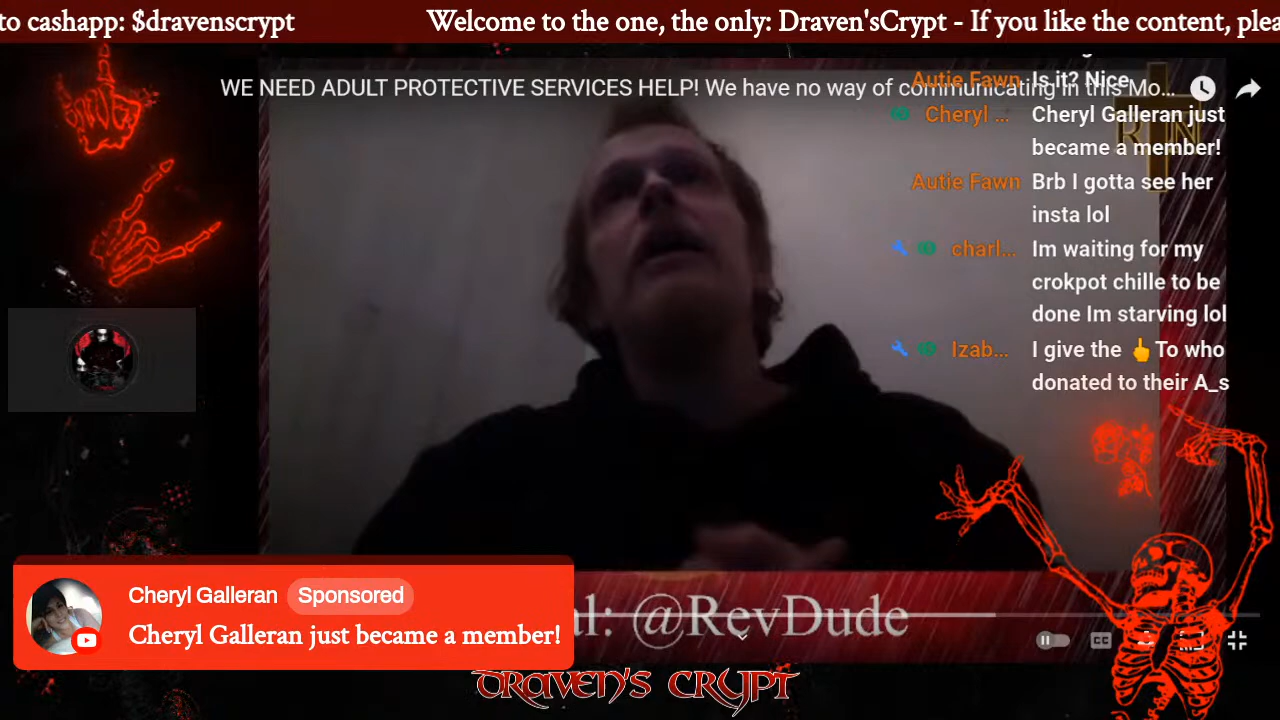 to cashapp: $dravenscrypt
Welcome to the one, the only: Draven'sCrypt - If you like the content, plea
WE NEED ADULT PROTECTIVE SERVICES HELP! We have no way of communicating in this Mo...
Autie Fawn Is it? Nice
Cheryl ... Cheryl Galleran just
became a member!
Autie Fawn Brb I gotta see her
insta lol
charl... Im waiting for my
crokpot chille to be
done Im starving lol
Izab... I give the 👆To who
donated to their A_s
R N
Cheryl Galleran Sponsored
Cheryl Galleran just became a member!
al: @RevDude
CC
DRAVEN'S CRYPT